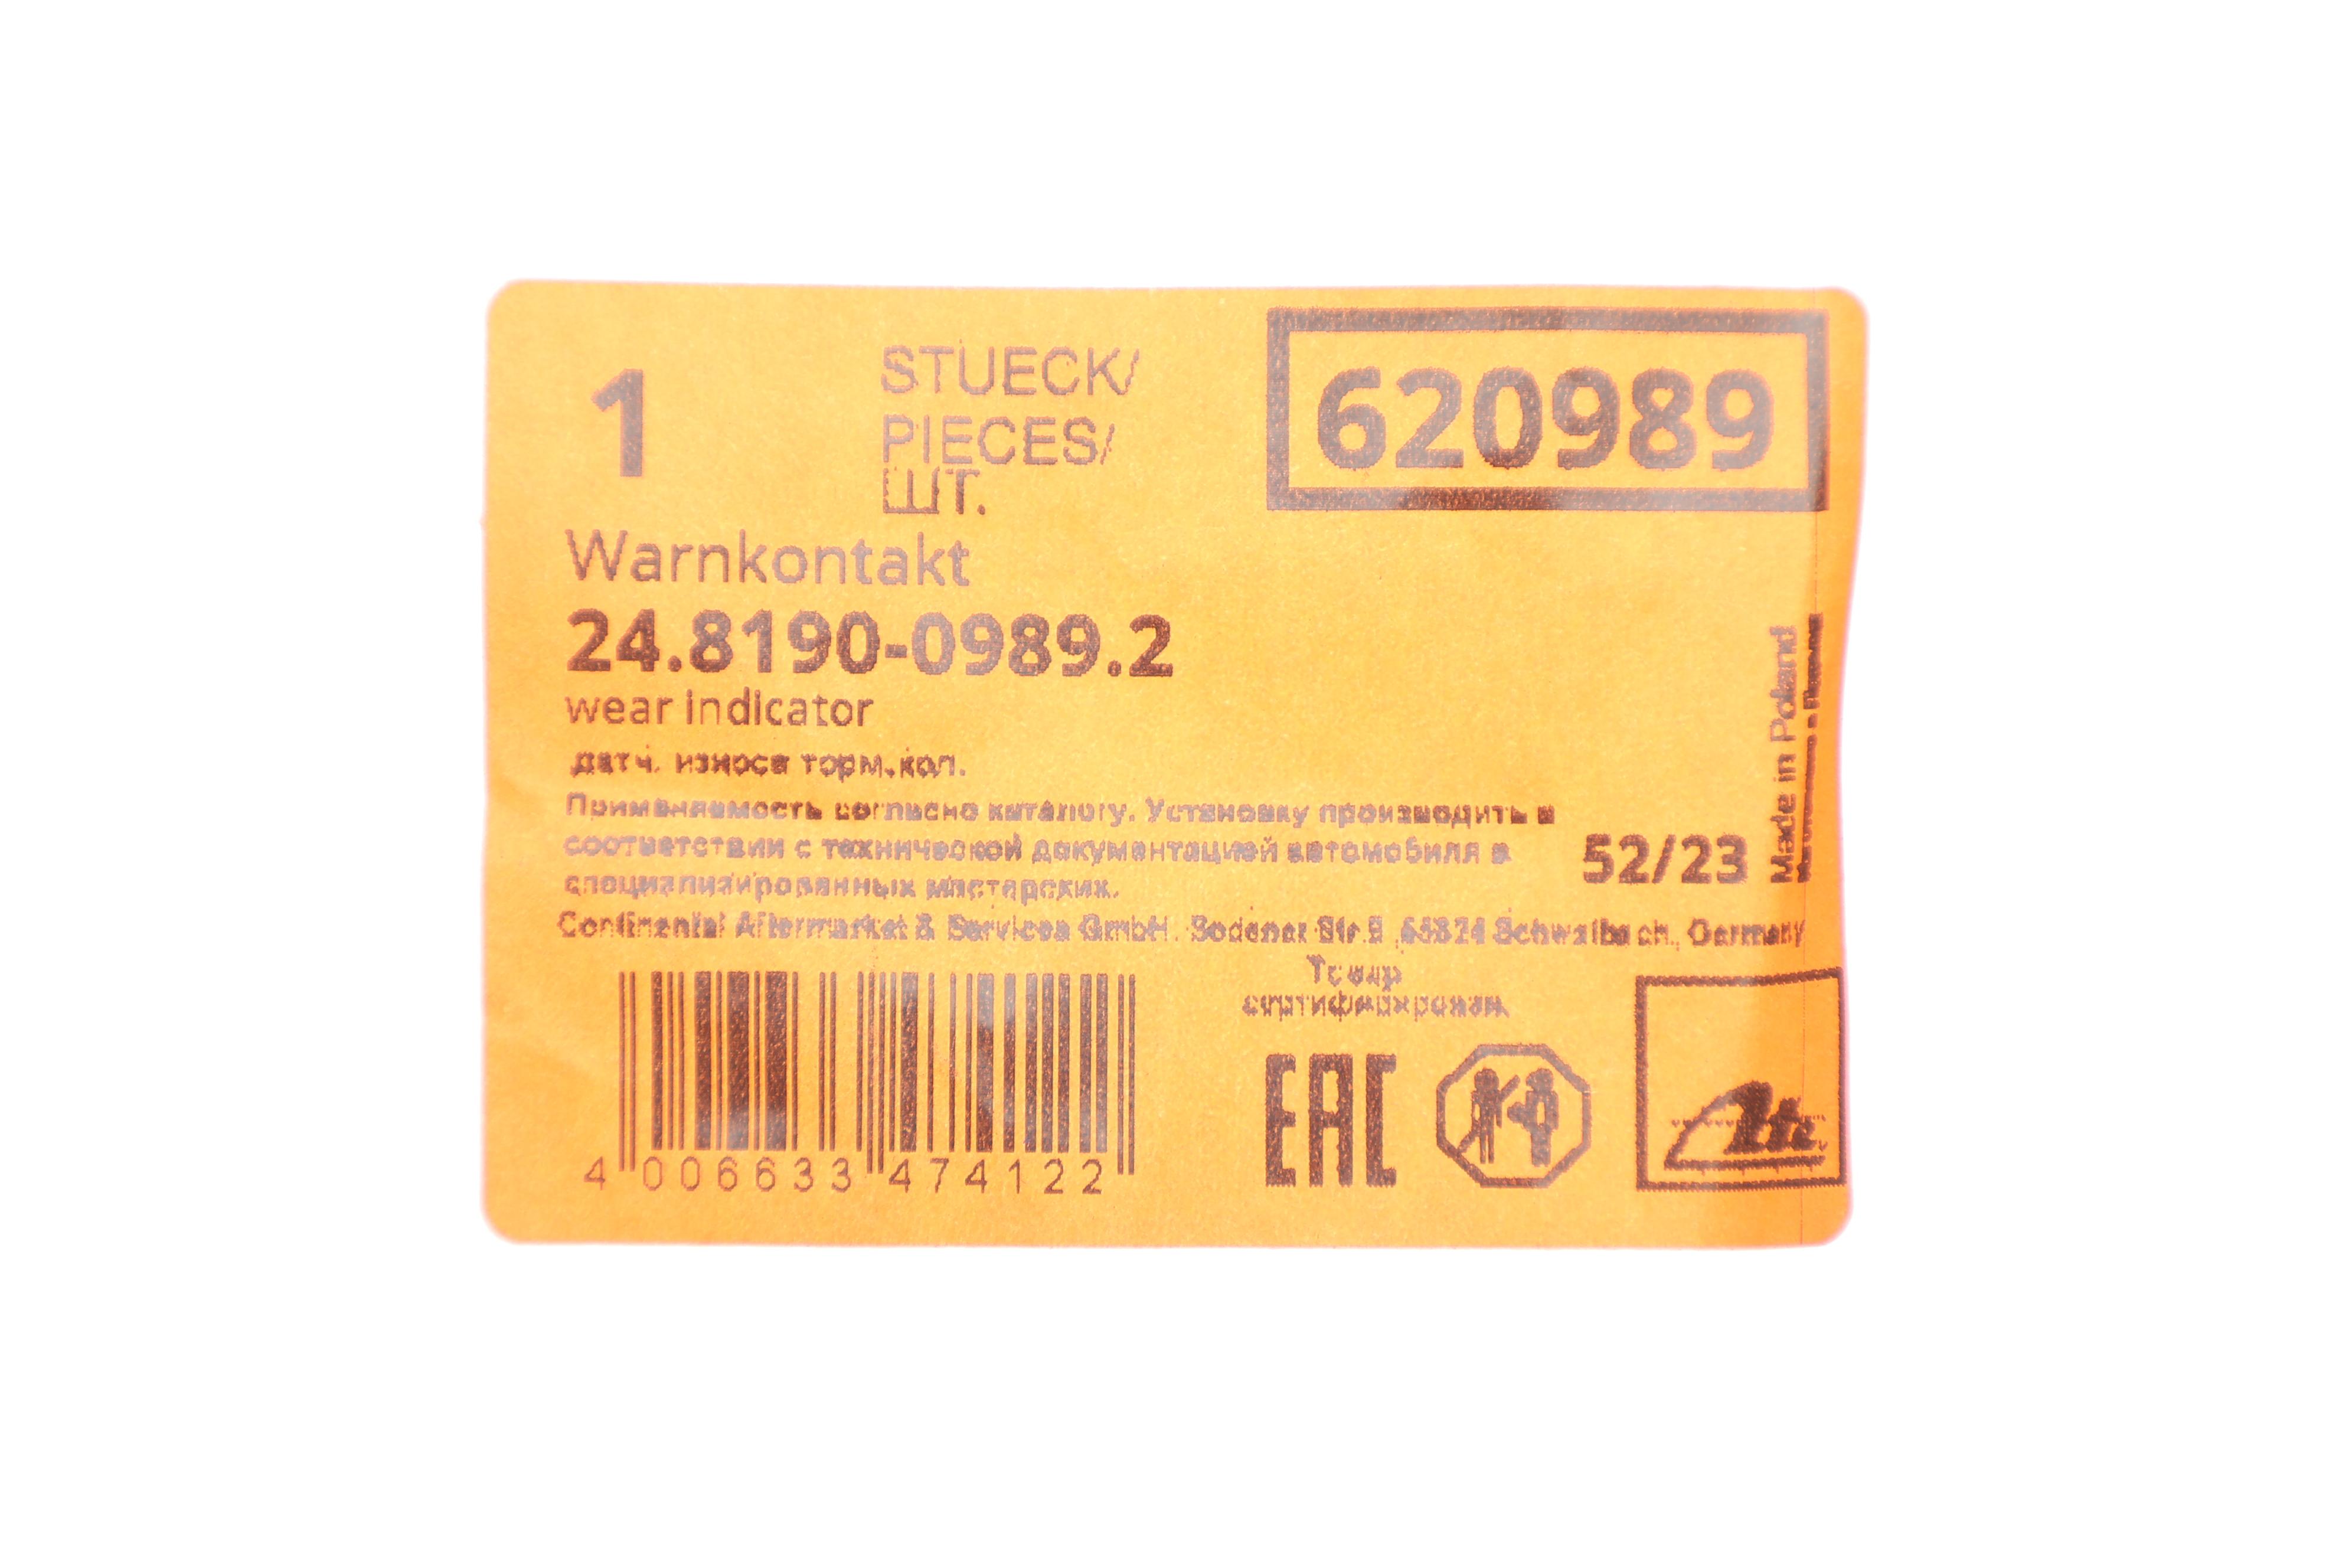 1
STUECK/
PIECES/
ШТ.
620989
Warnkontakt
24.8190-0989.2
wear indicator
датч. износа торм.кол.
Применяемость согласно каталогу. Установку производить в
соответствии с технической документацией автомобиля в
специализированных мастерских.
52/23
Made in Poland
Continental Aftermarket & Services GmbH. Sodener Str.9 ,65824 Schwalbach, Germany
4 006633 474122
Товар
сертифицирован.
EAC
Ate